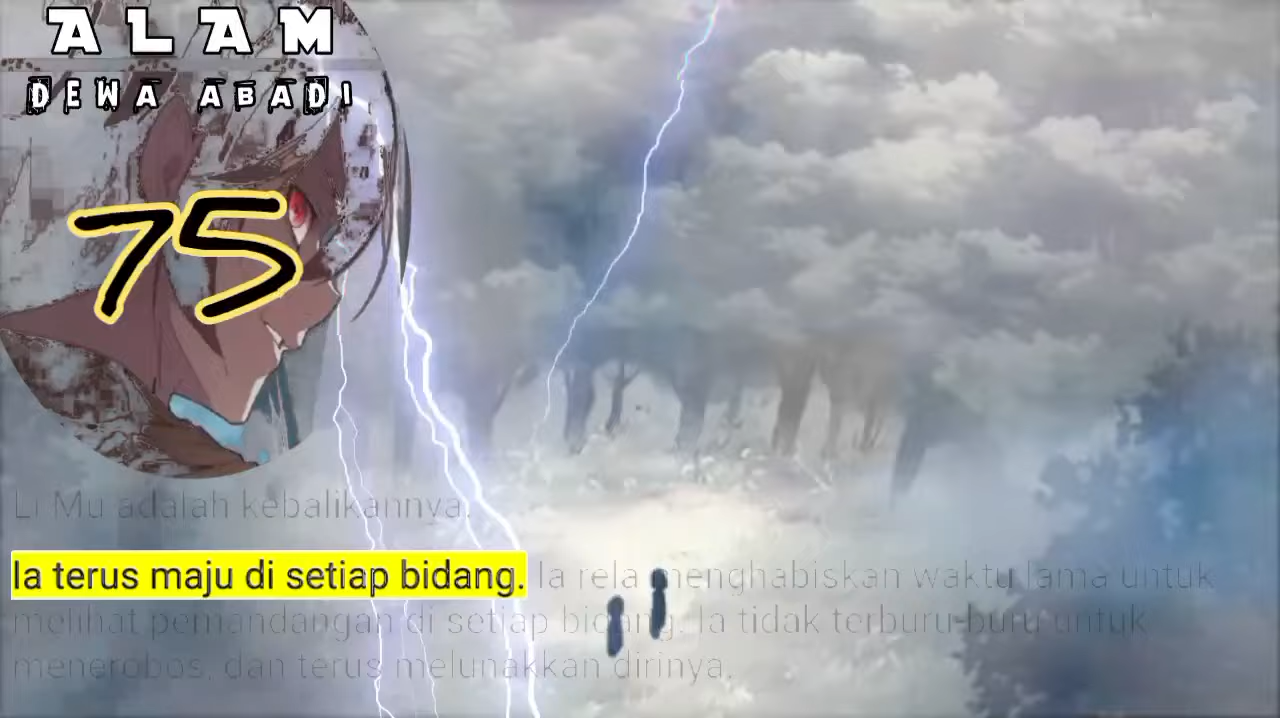 ALAM
DEWA ABADI
75
Li Mu adalah kebalikannya.
Ia terus maju di setiap bidang. Ia rela menghabiskan waktu lama untuk
melihat pemandangan di setiap bidang. Ia tidak terburu-buru untuk
menerobos, dan terus melunakkan dirinya.